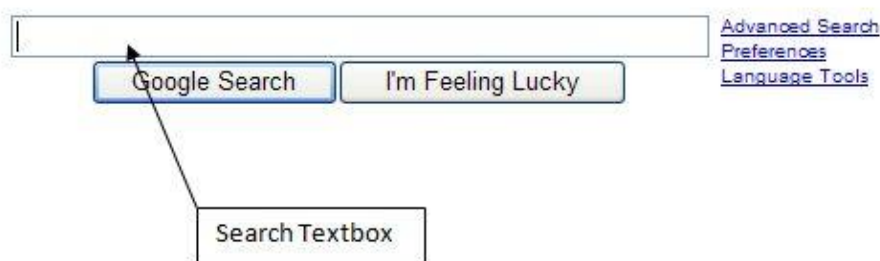 Advanced Search
Preferences
Language Tools
Google Search
I'm Feeling Lucky
Search Textbox